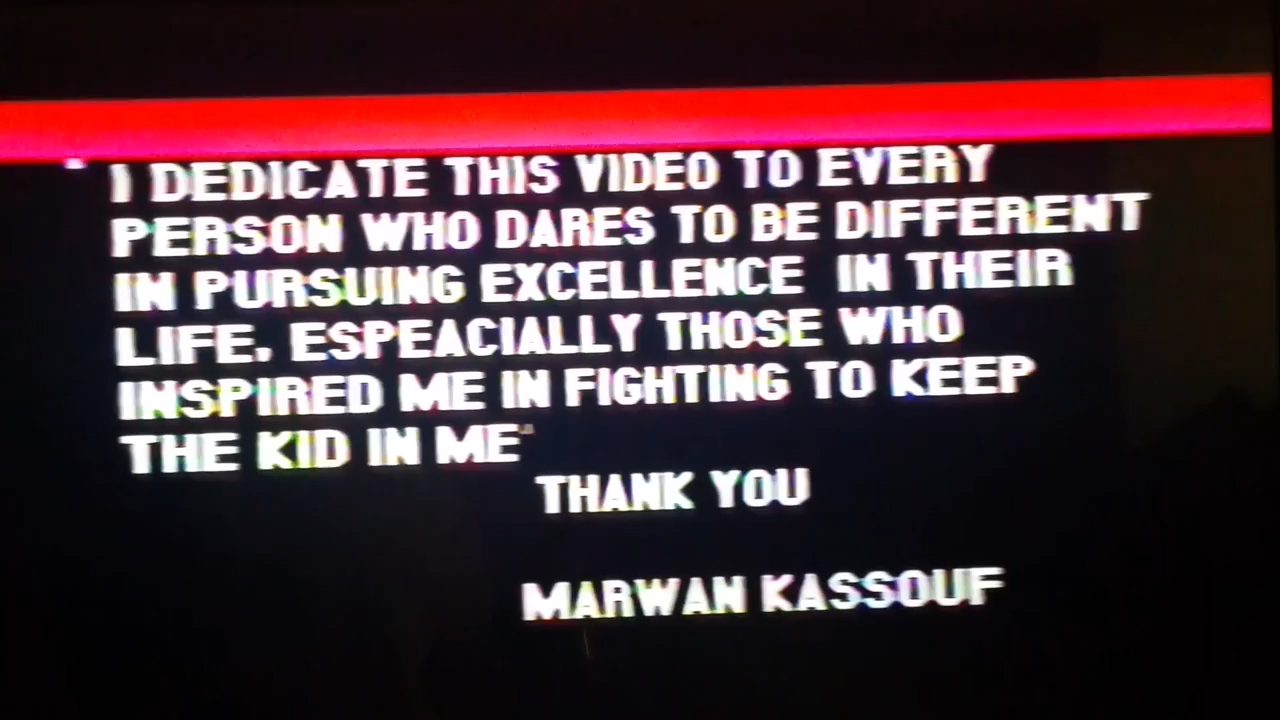 " I DEDICATE THIS VIDEO TO EVERY
PERSON WHO DARES TO BE DIFFERENT
IN PURSUING EXCELLENCE IN THEIR
LIFE. ESPEACIALLY THOSE WHO
INSPIRED ME IN FIGHTING TO KEEP
THE KID IN ME"
THANK YOU
MARWAN KASSOUF